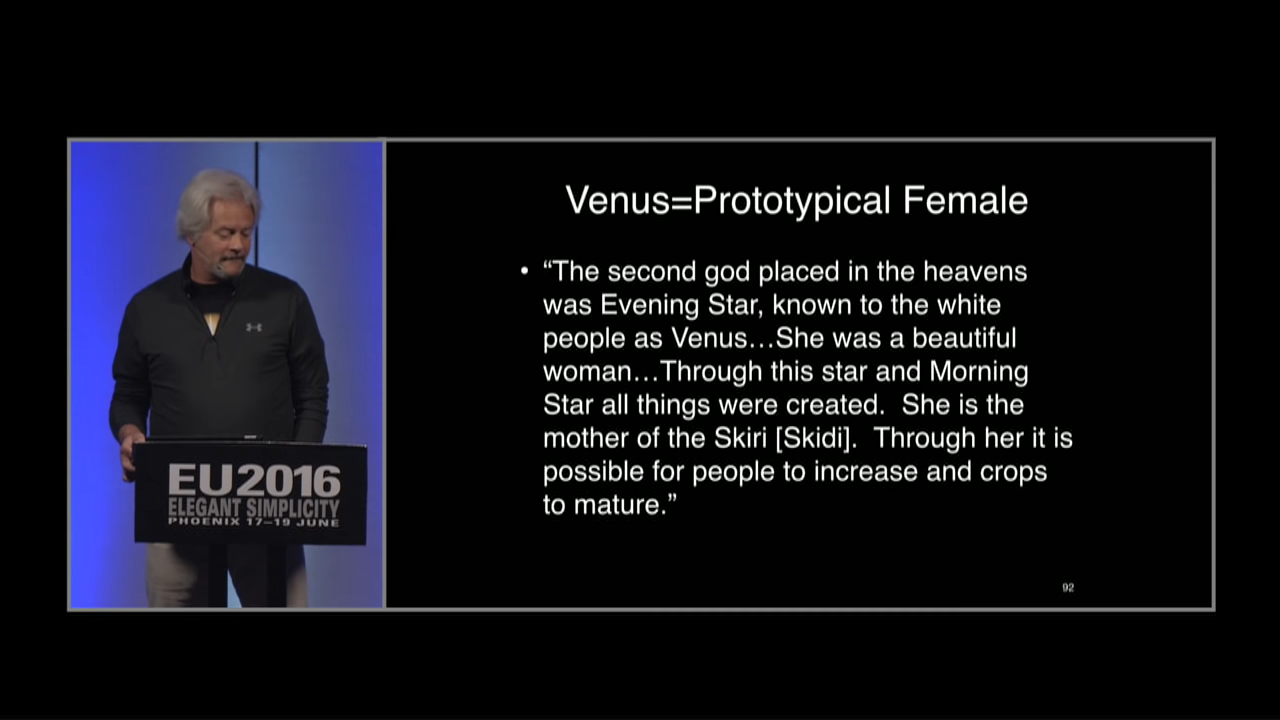 Venus=Prototypical Female
• “The second god placed in the heavens
was Evening Star, known to the white
people as Venus…She was a beautiful
woman…Through this star and Morning
Star all things were created.  She is the
mother of the Skiri [Skidi].  Through her it is
possible for people to increase and crops
to mature.”
92
EU2016
ELEGANT SIMPLICITY
PHOENIX 17–19 JUNE